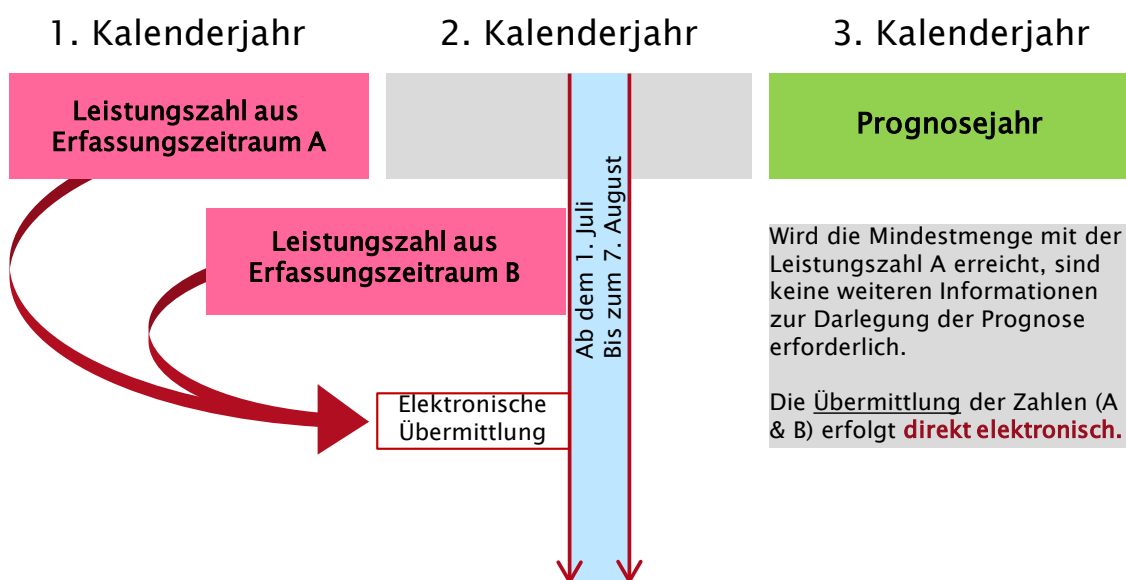 1. Kalenderjahr
2. Kalenderjahr
3. Kalenderjahr
Leistungszahl aus
Erfassungszeitraum A
Prognosejahr
Leistungszahl aus
Erfassungszeitraum B
Ab dem 1. Juli
Bis zum 7. August
Elektronische
Übermittlung
Wird die Mindestmenge mit der
Leistungszahl A erreicht, sind
keine weiteren Informationen
zur Darlegung der Prognose
erforderlich.
Die Übermittlung der Zahlen (A
& B) erfolgt direkt elektronisch.